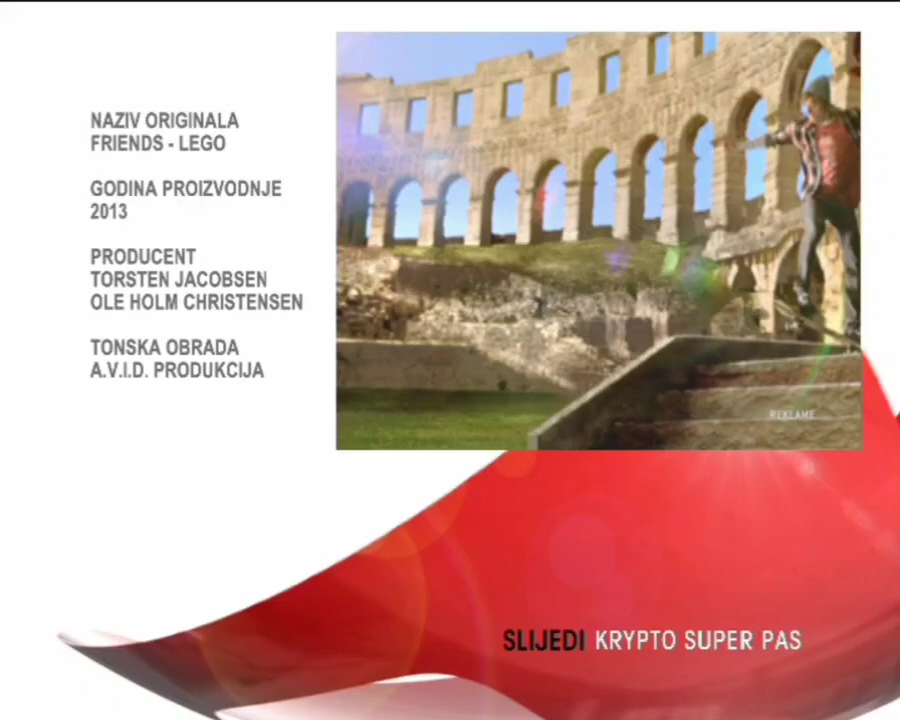 NAZIV ORIGINALA
FRIENDS - LEGO
GODINA PROIZVODNJE
2013
PRODUCENT
TORSTEN JACOBSEN
OLE HOLM CHRISTENSEN
TONSKA OBRADA
A.V.I.D. PRODUKCIJA
REKLAME
SLIJEDI KRYPTO SUPER PAS